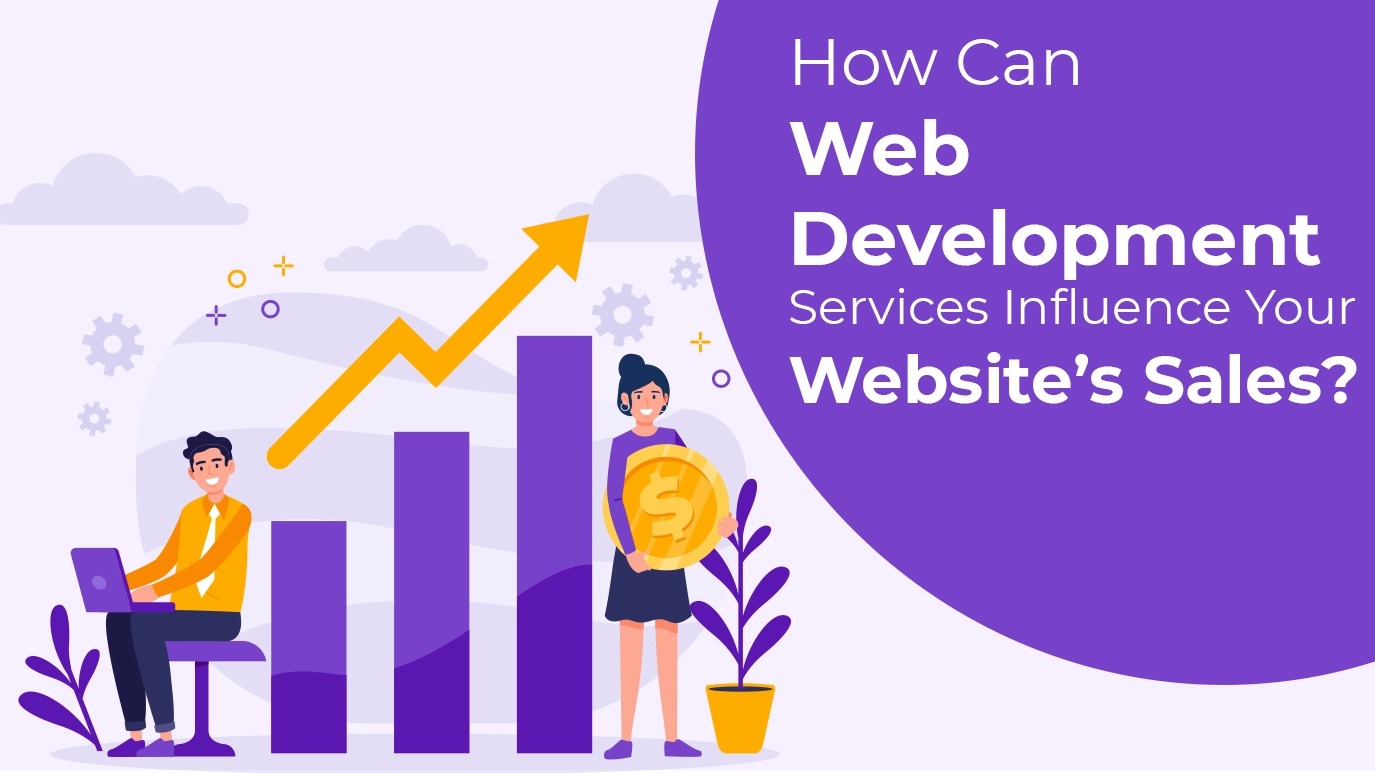 How Can
Web
Development
Services Influence Your
Website’s Sales?
$